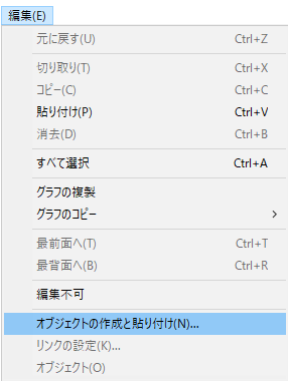 編集(E)
元に戻す(U) Ctrl+Z
切り取り(T) Ctrl+X
コピー(C) Ctrl+C
貼り付け(P) Ctrl+V
消去(D) Ctrl+B
すべて選択 Ctrl+A
グラフの複製
グラフのコピー >
最前面へ(T) Ctrl+T
最背面へ(B) Ctrl+R
編集不可
オブジェクトの作成と貼り付け(N)...
リンクの設定(K)...
オブジェクト(O)